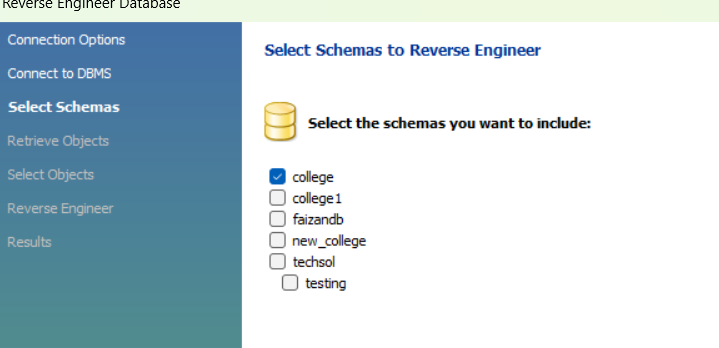 Reverse Engineer Database
Connection Options
Connect to DBMS
Select Schemas
Retrieve Objects
Select Objects
Reverse Engineer
Results
Select Schemas to Reverse Engineer
Select the schemas you want to include:
college
college1
faizandb
new_college
techsol
testing